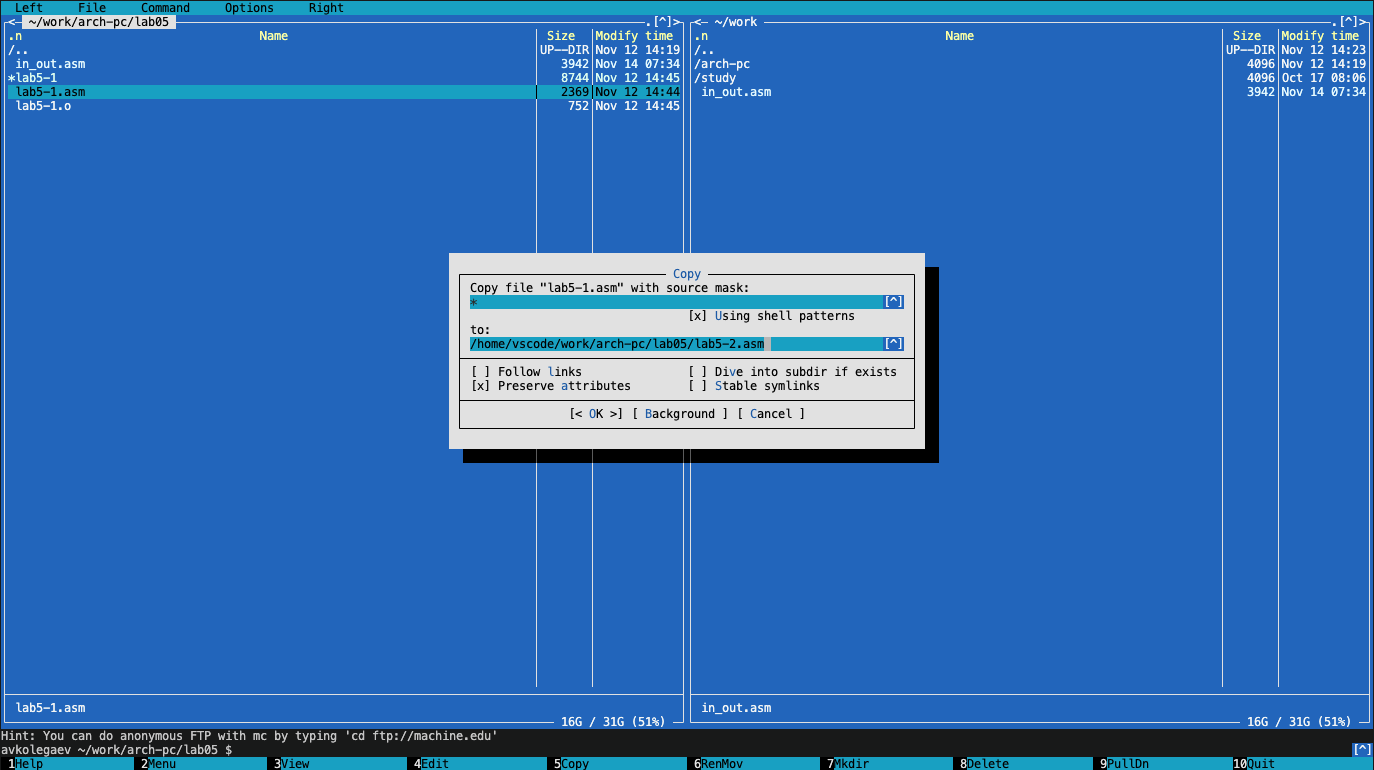 Left File Command Options Right
<─ ~/work/arch-pc/lab05 .[^]>
.n Name Size Modify time
/.. UP--DIR Nov 12 14:19
in_out.asm 3942 Nov 14 07:34
*lab5-1 8744 Nov 12 14:45
lab5-1.asm 2369 Nov 12 14:44
lab5-1.o 752 Nov 12 14:45
lab5-1.asm
16G / 31G (51%)
<─ ~/work .[^]>
.n Name Size Modify time
/.. UP--DIR Nov 12 14:23
/arch-pc 4096 Nov 12 14:19
/study 4096 Oct 17 08:06
in_out.asm 3942 Nov 14 07:34
in_out.asm
16G / 31G (51%)
Copy
Copy file "lab5-1.asm" with source mask:
* [^]
[x] Using shell patterns
to:
/home/vscode/work/arch-pc/lab05/lab5-2.asm [^]
[ ] Follow links [ ] Dive into subdir if exists
[x] Preserve attributes [ ] Stable symlinks
[< OK >] [ Background ] [ Cancel ]
Hint: You can do anonymous FTP with mc by typing 'cd ftp://machine.edu'
avkolegaev ~/work/arch-pc/lab05 $ [^]
1Help 2Menu 3View 4Edit 5Copy 6RenMov 7Mkdir 8Delete 9PullDn 10Quit